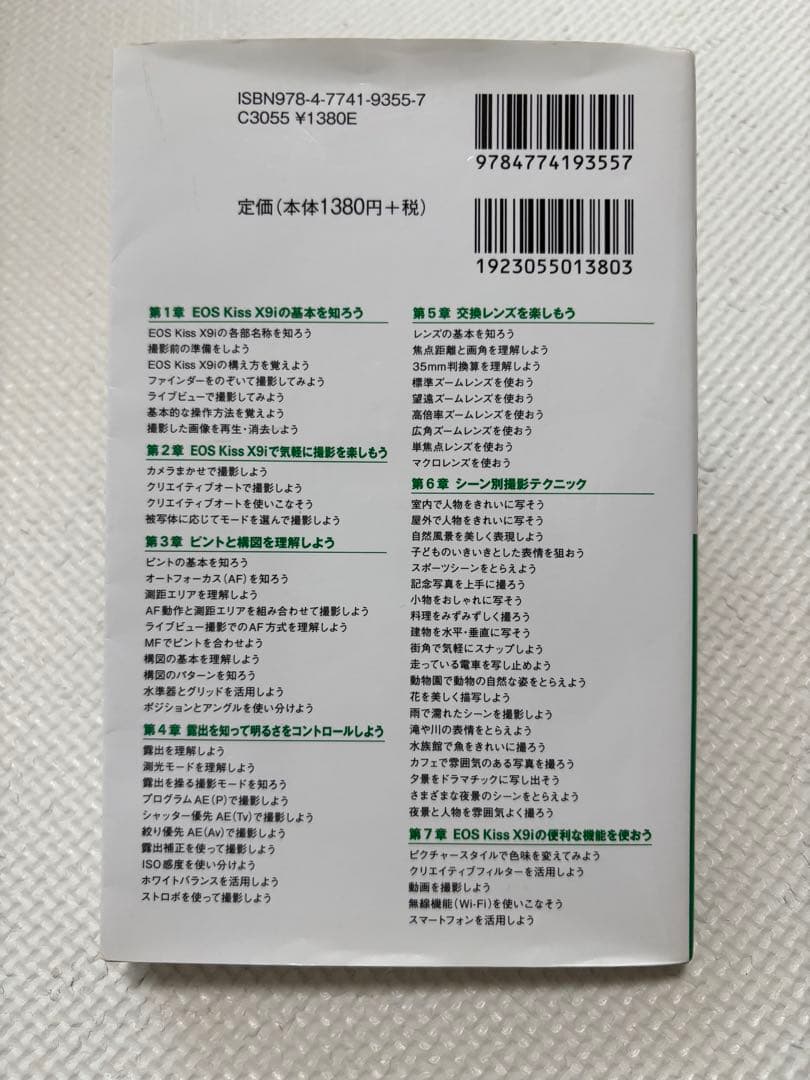 ISBN978-4-7741-9355-7
C3055 ¥1380E
9784774193557
定価(本体1380円+税)
1923055013803
第1章 EOS Kiss X9iの基本を知ろう
EOS Kiss X9iの各部名称を知ろう
撮影前の準備をしよう
EOS Kiss X9iの構え方を覚えよう
ファインダーをのぞいて撮影してみよう
ライブビューで撮影してみよう
基本的な操作方法を覚えよう
撮影した画像を再生・消去しよう
第2章 EOS Kiss X9iで気軽に撮影を楽しもう
カメラまかせで撮影しよう
クリエイティブオートで撮影しよう
クリエイティブオートを使いこなそう
被写体に応じてモードを選んで撮影しよう
第3章 ピントと構図を理解しよう
ピントの基本を知ろう
オートフォーカス(AF)を知ろう
測距エリアを理解しよう
AF動作と測距エリアを組み合わせて撮影しよう
ライブビュー撮影でのAF方式を理解しよう
MFでピントを合わせよう
構図の基本を理解しよう
構図のパターンを知ろう
水準器とグリッドを活用しよう
ポジションとアングルを使い分けよう
第4章 露出を知って明るさをコントロールしよう
露出を理解しよう
測光モードを理解しよう
露出を操る撮影モードを知ろう
プログラムAE(P)で撮影しよう
シャッター優先AE(Tv)で撮影しよう
絞り優先AE(Av)で撮影しよう
露出補正を使って撮影しよう
ISO感度を使い分けよう
ホワイトバランスを活用しよう
ストロボを使って撮影しよう
第5章 交換レンズを楽しもう
レンズの基本を知ろう
焦点距離と画角を理解しよう
35mm判換算を理解しよう
標準ズームレンズを使おう
望遠ズームレンズを使おう
高倍率ズームレンズを使おう
広角ズームレンズを使おう
単焦点レンズを使おう
マクロレンズを使おう
第6章 シーン別撮影テクニック
室内で人物をきれいに写そう
屋外で人物をきれいに写そう
自然風景を美しく表現しよう
子どものいきいきとした表情を狙おう
スポーツシーンをとらえよう
記念写真を上手に撮ろう
小物をおしゃれに写そう
料理をみずみずしく撮ろう
建物を水平・垂直に写そう
街角で気軽にスナップしよう
走っている電車を写し止めよう
動物園で動物の自然な姿をとらえよう
花を美しく描写しよう
雨で濡れたシーンを撮影しよう
滝や川の表情をとらえよう
水族館で魚をきれいに撮ろう
カフェで雰囲気のある写真を撮ろう
夕景をドラマチックに写し出そう
さまざまな夜景のシーンをとらえよう
夜景と人物を雰囲気よく撮ろう
第7章 EOS Kiss X9iの便利な機能を使おう
ピクチャースタイルで色味を変えてみよう
クリエイティブフィルターを活用しよう
動画を撮影しよう
無線機能(Wi-Fi)を使いこなそう
スマートフォンを活用しよう